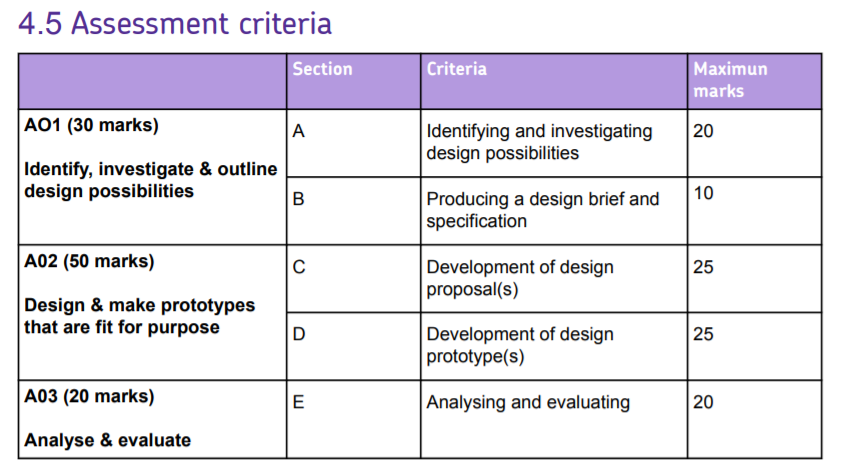 4.5 Assessment criteria
Section Criteria Maximun
marks
AO1 (30 marks)
Identify, investigate & outline
design possibilities
A Identifying and investigating
design possibilities
20
B Producing a design brief and
specification
10
A02 (50 marks)
Design & make prototypes
that are fit for purpose
C Development of design
proposal(s)
25
D Development of design
prototype(s)
25
A03 (20 marks)
Analyse & evaluate
E Analysing and evaluating 20